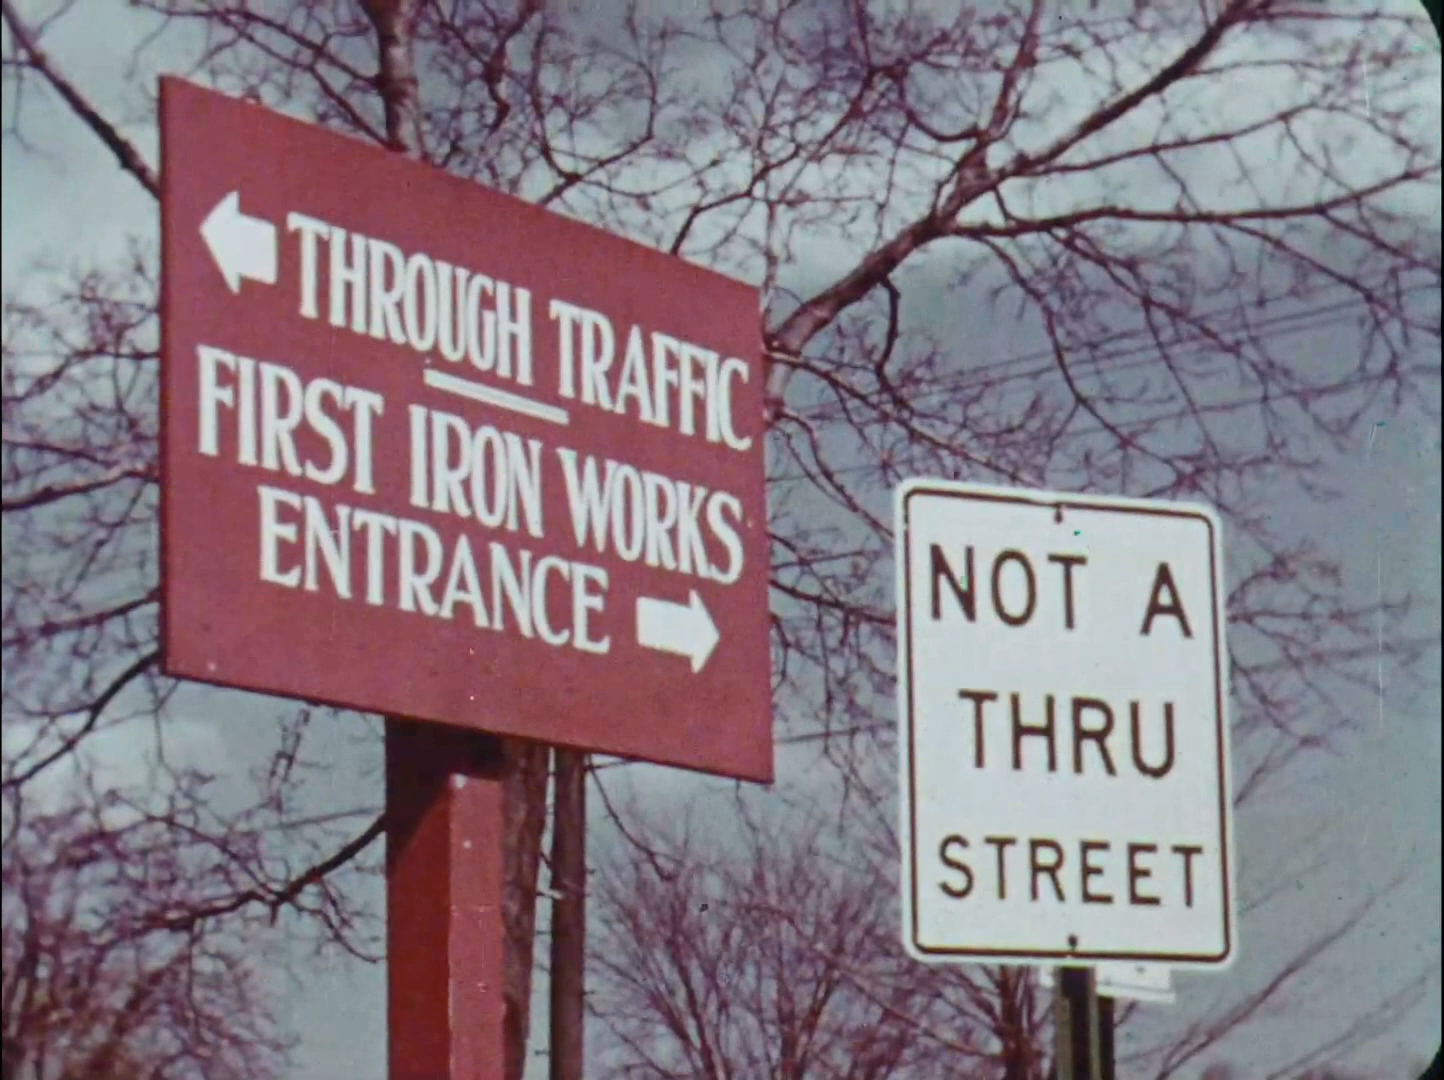 THROUGH TRAFFIC
FIRST IRON WORKS
ENTRANCE
NOT A
THRU
STREET